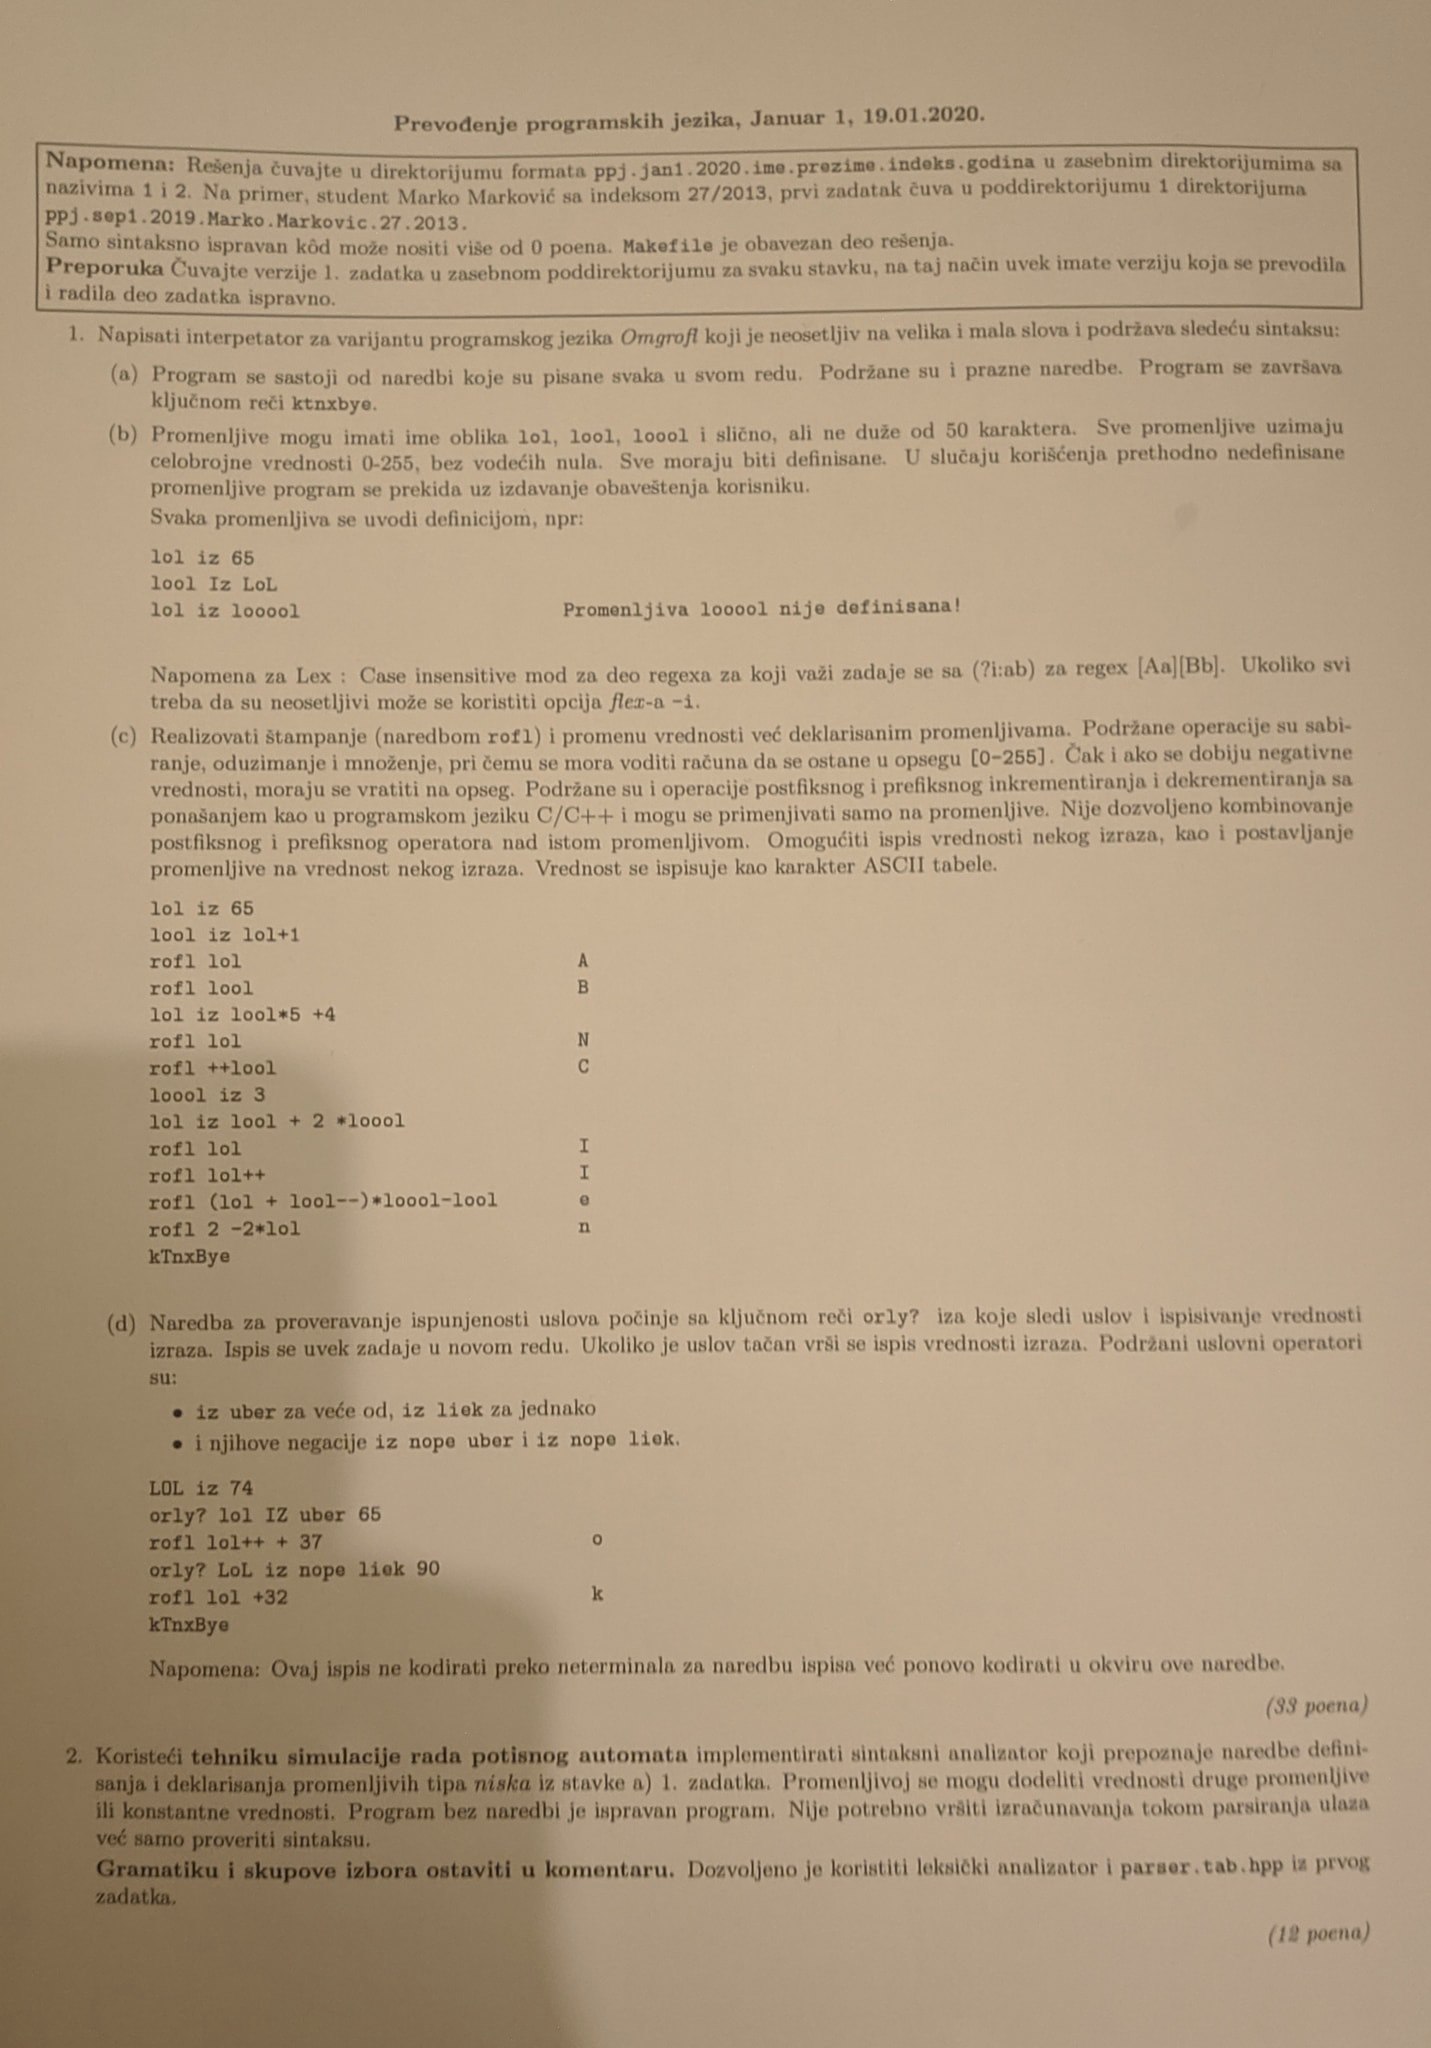 Prevođenje programskih jezika, Januar 1, 19.01.2020.
Napomena: Rešenja čuvajte u direktorijumu formata ppj.jan1.2020.ime.prezime.indeks.godina u zasebnim direktorijumima sa
nazivima 1 i 2. Na primer, student Marko Marković sa indeksom 27/2013, prvi zadatak čuva u poddirektorijumu 1 direktorijuma
ppj.sep1.2019.Marko.Markovic.27.2013.
Samo sintaksno ispravan kôd može nositi više od 0 poena. Makefile je obavezan deo rešenja.
Preporuka Čuvajte verzije 1. zadatka u zasebnom poddirektorijumu za svaku stavku, na taj način uvek imate verziju koja se prevodila
i radila deo zadatka ispravno.
1. Napisati interpetator za varijantu programskog jezika Omgrofl koji je neosetljiv na velika i mala slova i podržava sledeću sintaksu:
(a) Program se sastoji od naredbi koje su pisane svaka u svom redu. Podržane su i prazne naredbe. Program se završava
ključnom reči ktnxbye.
(b) Promenljive mogu imati ime oblika lol, lool, loool i slično, ali ne duže od 50 karaktera. Sve promenljive uzimaju
celobrojne vrednosti 0-255, bez vodećih nula. Sve moraju biti definisane. U slučaju korišćenja prethodno nedefinisane
promenljive program se prekida uz izdavanje obaveštenja korisniku.
Svaka promenljiva se uvodi definicijom, npr:
lol iz 65
lool Iz LoL
lol iz looool Promenljiva looool nije definisana!
Napomena za Lex : Case insensitive mod za deo regexa za koji važi zadaje se sa (?i:ab) za regex [Aa][Bb]. Ukoliko svi
treba da su neosetljivi može se koristiti opcija flex-a -i.
(c) Realizovati štampanje (naredbom rofl) i promenu vrednosti već deklarisanim promenljivama. Podržane operacije su sabi-
ranje, oduzimanje i množenje, pri čemu se mora voditi računa da se ostane u opsegu [0-255]. Čak i ako se dobiju negativne
vrednosti, moraju se vratiti na opseg. Podržane su i operacije postfiksnog i prefiksnog inkrementiranja i dekrementiranja sa
ponašanjem kao u programskom jeziku C/C++ i mogu se primenjivati samo na promenljive. Nije dozvoljeno kombinovanje
postfiksnog i prefiksnog operatora nad istom promenljivom. Omogućiti ispis vrednosti nekog izraza, kao i postavljanje
promenljive na vrednost nekog izraza. Vrednost se ispisuje kao karakter ASCII tabele.
lol iz 65
lool iz lol+1
rofl lol A
rofl lool B
lol iz lool*5 +4
rofl lol N
rofl ++lool C
loool iz 3
lol iz lool + 2 *loool
rofl lol I
rofl lol++ I
rofl (lol + lool--)*loool-lool e
rofl 2 -2*lol n
kTnxBye
(d) Naredba za proveravanje ispunjenosti uslova počinje sa ključnom reči orly? iza koje sledi uslov i ispisivanje vrednosti
izraza. Ispis se uvek zadaje u novom redu. Ukoliko je uslov tačan vrši se ispis vrednosti izraza. Podržani uslovni operatori
su:
• iz uber za veće od, iz liek za jednako
• i njihove negacije iz nope uber i iz nope liek.
LOL iz 74
orly? lol IZ uber 65
rofl lol++ + 37 o
orly? LoL iz nope liek 90
rofl lol +32 k
kTnxBye
Napomena: Ovaj ispis ne kodirati preko neterminala za naredbu ispisa već ponovo kodirati u okviru ove naredbe.
(33 poena)
2. Koristeći tehniku simulacije rada potisnog automata implementirati sintaksni analizator koji prepoznaje naredbe defini-
sanja i deklarisanja promenljivih tipa niska iz stavke a) 1. zadatka. Promenljivoj se mogu dodeliti vrednosti druge promenljive
ili konstantne vrednosti. Program bez naredbi je ispravan program. Nije potrebno vršiti izračunavanja tokom parsiranja ulaza
već samo proveriti sintaksu.
Gramatiku i skupove izbora ostaviti u komentaru. Dozvoljeno je koristiti leksički analizator i parser.tab.hpp iz prvog
zadatka.
(12 poena)